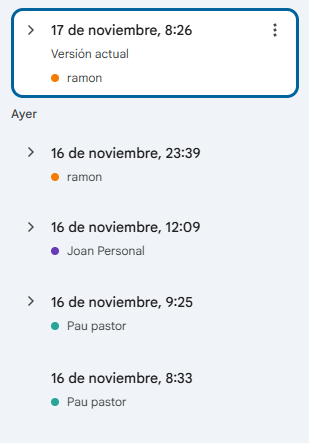 17 de noviembre, 8:26
Versión actual
ramon
Ayer
16 de noviembre, 23:39
ramon
16 de noviembre, 12:09
Joan Personal
16 de noviembre, 9:25
Pau pastor
16 de noviembre, 8:33
Pau pastor